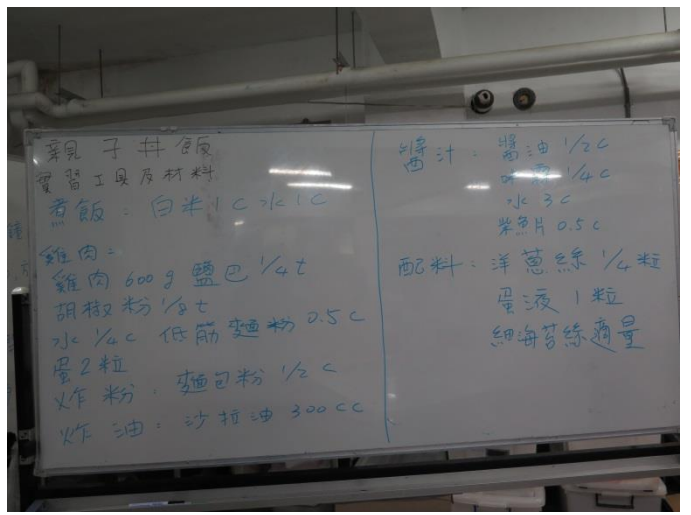 親子丼飯
實習工具及材料
煮飯：白米1C 水1C
雞肉：
雞肉600g 鹽巴1/4t
胡椒粉1/8t
水1/4C 低筋麵粉0.5C
蛋2粒
炸粉：麵包粉1/2C
炸油：沙拉油300CC
醬汁：醬油1/2C
味霖1/4C
水3C
柴魚片0.5C
配料：洋蔥絲1/4粒
蛋液1粒
細海苔絲適量